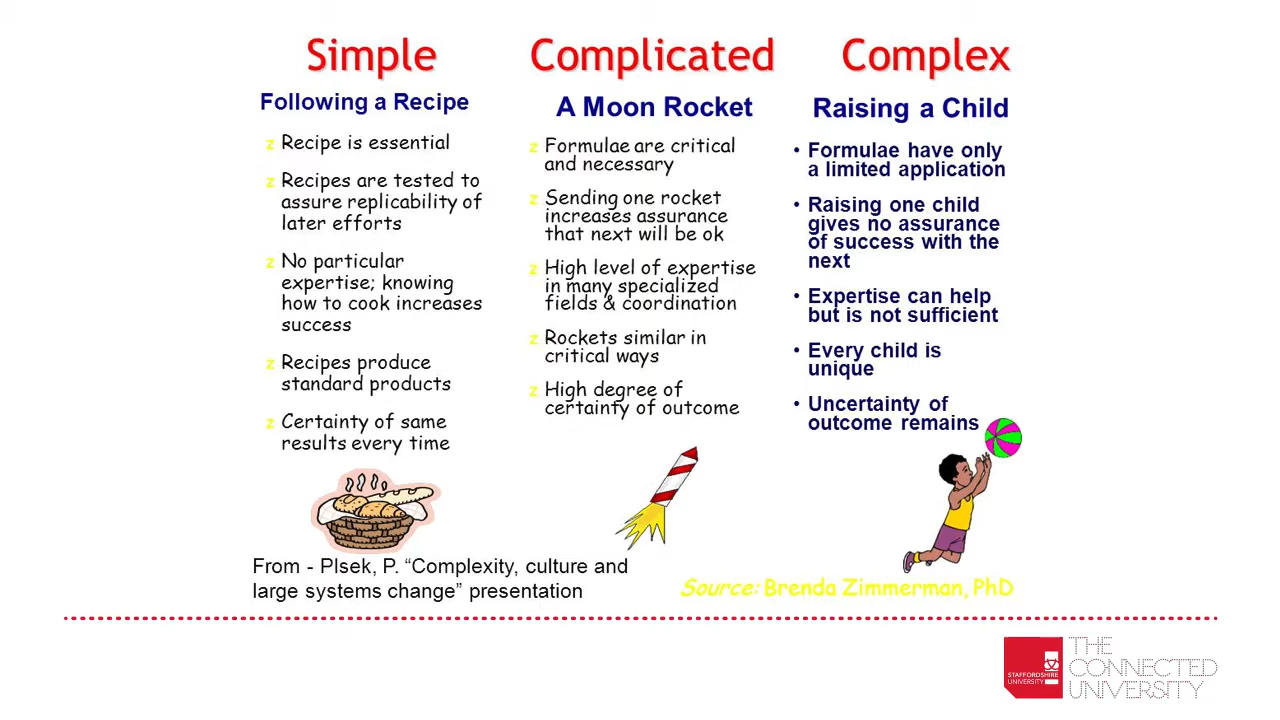 Simple
Following a Recipe
z Recipe is essential
z Recipes are tested to
assure replicability of
later efforts
z No particular
expertise; knowing
how to cook increases
success
z Recipes produce
standard products
z Certainty of same
results every time
Complicated
A Moon Rocket
z Formulae are critical
and necessary
z Sending one rocket
increases assurance
that next will be ok
z High level of expertise
in many specialized
fields & coordination
z Rockets similar in
critical ways
z High degree of
certainty of outcome
Complex
Raising a Child
• Formulae have only
a limited application
• Raising one child
gives no assurance
of success with the
next
• Expertise can help
but is not sufficient
• Every child is
unique
• Uncertainty of
outcome remains
From - Plsek, P. “Complexity, culture and
large systems change” presentation
Source: Brenda Zimmerman, PhD
STAFFORDSHIRE
UNIVERSITY
THE
CONNECTED
UNIVERSITY